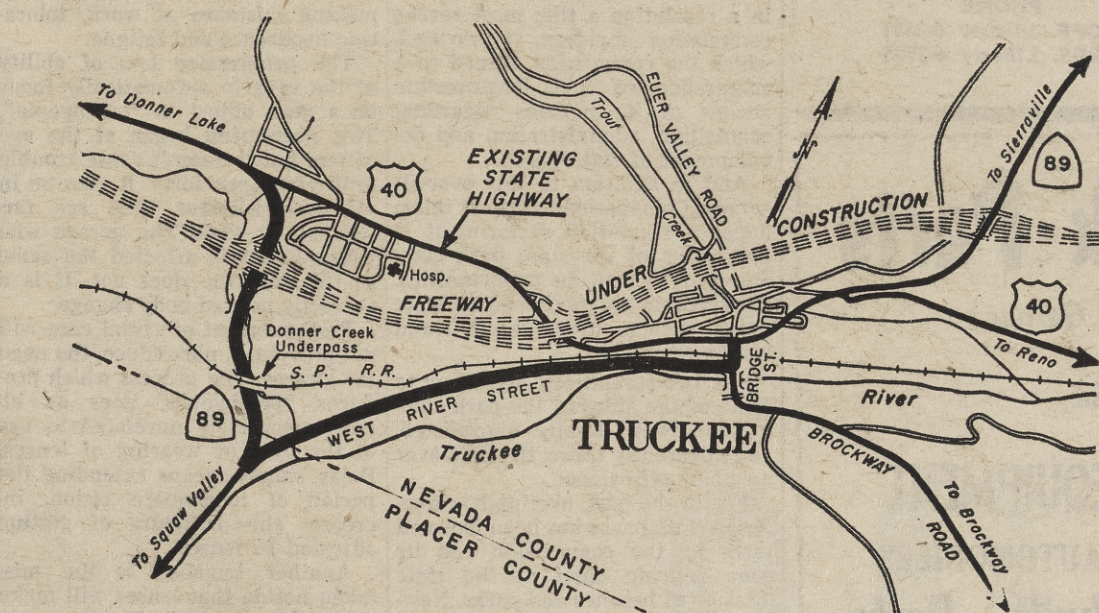 To Donner Lake
40
EXISTING
STATE
HIGHWAY
EUER VALLEY ROAD
Trout
Creek
N
To Sierraville
89
UNDER
CONSTRUCTION
Hosp.
FREEWAY
40
To Reno
Donner Creek
Underpass
S. P. R.R.
BRIDGE
ST.
River
WEST RIVER STREET
89
Truckee
TRUCKEE
BROCKWAY
ROAD
To Brockway
To Squaw Valley
NEVADA COUNTY
PLACER COUNTY